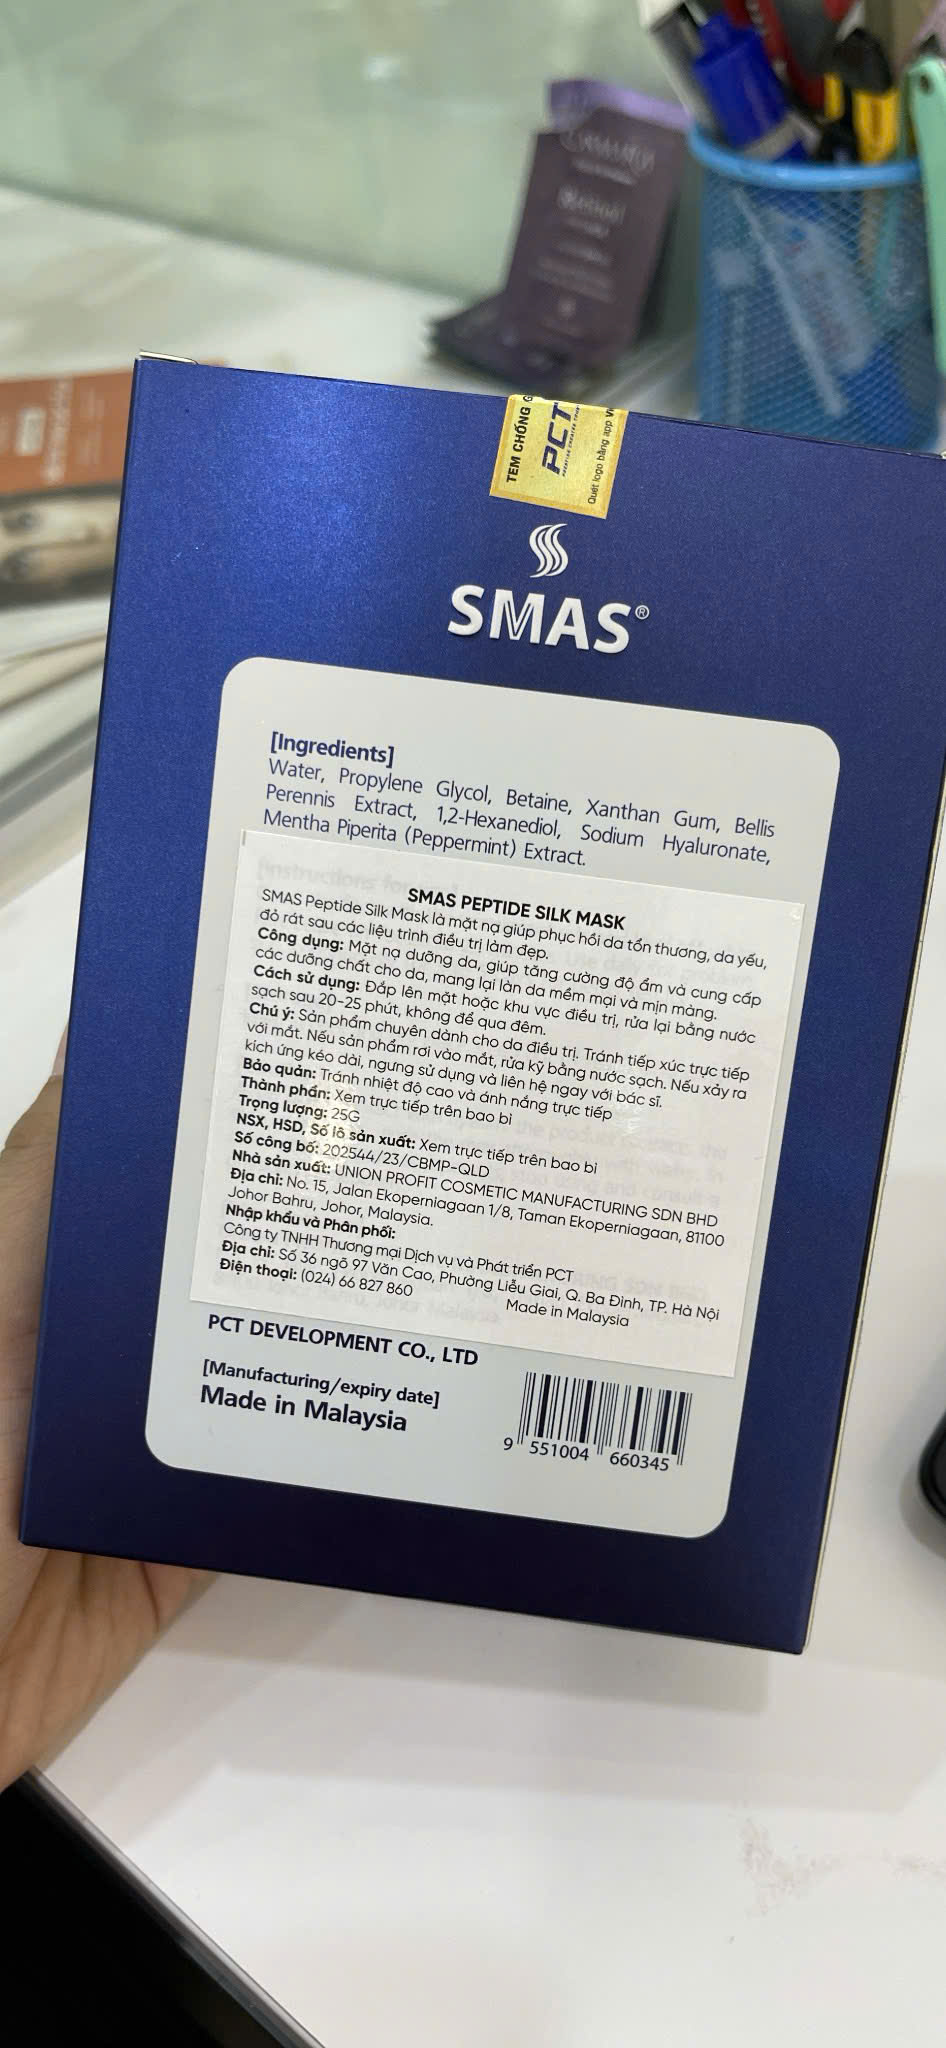 TEM CHỐNG
PCT
Quét logo bằng app
SMAS®
[Ingredients]
Water, Propylene Glycol, Betaine, Xanthan Gum, Bellis
Perennis Extract, 1,2-Hexanediol, Sodium Hyaluronate,
Mentha Piperita (Peppermint) Extract.
SMAS PEPTIDE SILK MASK
SMAS Peptide Silk Mask là mặt nạ giúp phục hồi da tổn thương, da yếu,
đỏ rát sau các liệu trình điều trị làm đẹp.
Công dụng: Mặt nạ dưỡng da, giúp tăng cường độ ẩm và cung cấp
các dưỡng chất cho da, mang lại làn da mềm mại và mịn màng.
Cách sử dụng: Đắp lên mặt hoặc khu vực điều trị, rửa lại bằng nước
sạch sau 20-25 phút, không để qua đêm.
Chú ý: Sản phẩm chuyên dành cho da điều trị. Tránh tiếp xúc trực tiếp
với mắt. Nếu sản phẩm rơi vào mắt, rửa kỹ bằng nước sạch. Nếu xảy ra
kích ứng kéo dài, ngưng sử dụng và liên hệ ngay với bác sĩ.
Bảo quản: Tránh nhiệt độ cao và ánh nắng trực tiếp
Thành phần: Xem trực tiếp trên bao bì
Trọng lượng: 25G
NSX, HSD, Số lô sản xuất: Xem trực tiếp trên bao bì
Số công bố: 202544/23/CBMP-QLD
Nhà sản xuất: UNION PROFIT COSMETIC MANUFACTURING SDN BHD
Địa chỉ: No. 15, Jalan Ekoperniagaan 1/8, Taman Ekoperniagaan, 81100
Johor Bahru, Johor, Malaysia.
Nhập khẩu và Phân phối:
Công ty TNHH Thương mại Dịch vụ và Phát triển PCT
Địa chỉ: Số 36 ngõ 97 Văn Cao, Phường Liễu Giai, Q. Ba Đình, TP. Hà Nội
Điện thoại: (024) 66 827 860
Made in Malaysia
PCT DEVELOPMENT CO., LTD
[Manufacturing/expiry date]
Made in Malaysia
9 551004 660345